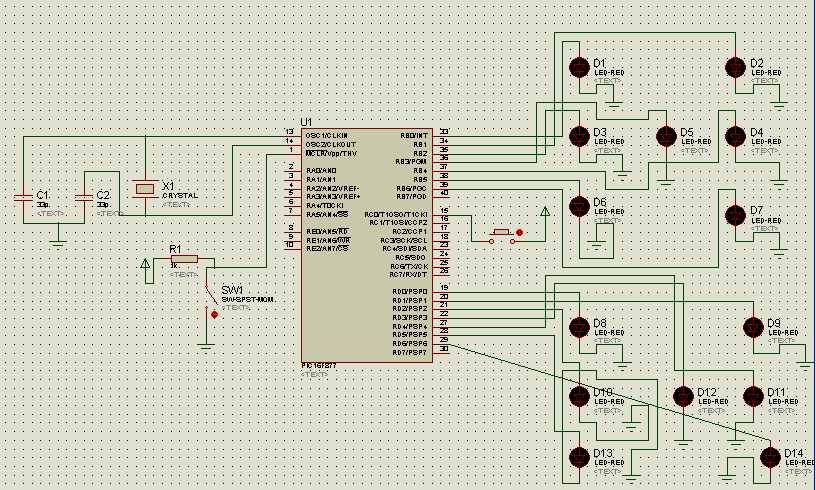 U1
13 OSC1/CLKIN
14 OSC2/CLKOUT
1 MCLR/Vpp/THV
2 RA0/AN0
3 RA1/AN1
4 RA2/AN2/VREF-
5 RA3/AN3/VREF+
6 RA4/T0CKI
7 RA5/AN4/SS
8 RE0/AN5/RD
9 RE1/AN6/WR
10 RE2/AN7/CS
RB0/INT 33
RB1 34
RB2 35
RB3/PGM 36
RB4 37
RB5 38
RB6/PGC 39
RB7/PGD 40
RC0/T1OSO/T1CKI 15
RC1/T1OSI/CCP2 16
RC2/CCP1 17
RC3/SCK/SCL 18
RC4/SDI/SDA 23
RC5/SDO 24
RC6/TX/CK 25
RC7/RX/DT 26
RD0/PSP0 19
RD1/PSP1 20
RD2/PSP2 21
RD3/PSP3 22
RD4/PSP4 27
RD5/PSP5 28
RD6/PSP6 29
RD7/PSP7 30
PIC16F877
<TEXT>
C1
33p
<TEXT>
C2
33p
<TEXT>
X1
CRYSTAL
<TEXT>
R1
1k
<TEXT>
SW1
SW-SPST-MOM
<TEXT>
D1
LED-RED
<TEXT>
D2
LED-RED
<TEXT>
D3
LED-RED
<TEXT>
D5
LED-RED
<TEXT>
D4
LED-RED
<TEXT>
D6
LED-RED
<TEXT>
D7
LED-RED
<TEXT>
D8
LED-RED
<TEXT>
D9
LED-RED
<TEXT>
D10
LED-RED
<TEXT>
D12
LED-RED
<TEXT>
D11
LED-RED
<TEXT>
D13
LED-RED
<TEXT>
D14
LED-RED
<TEXT>